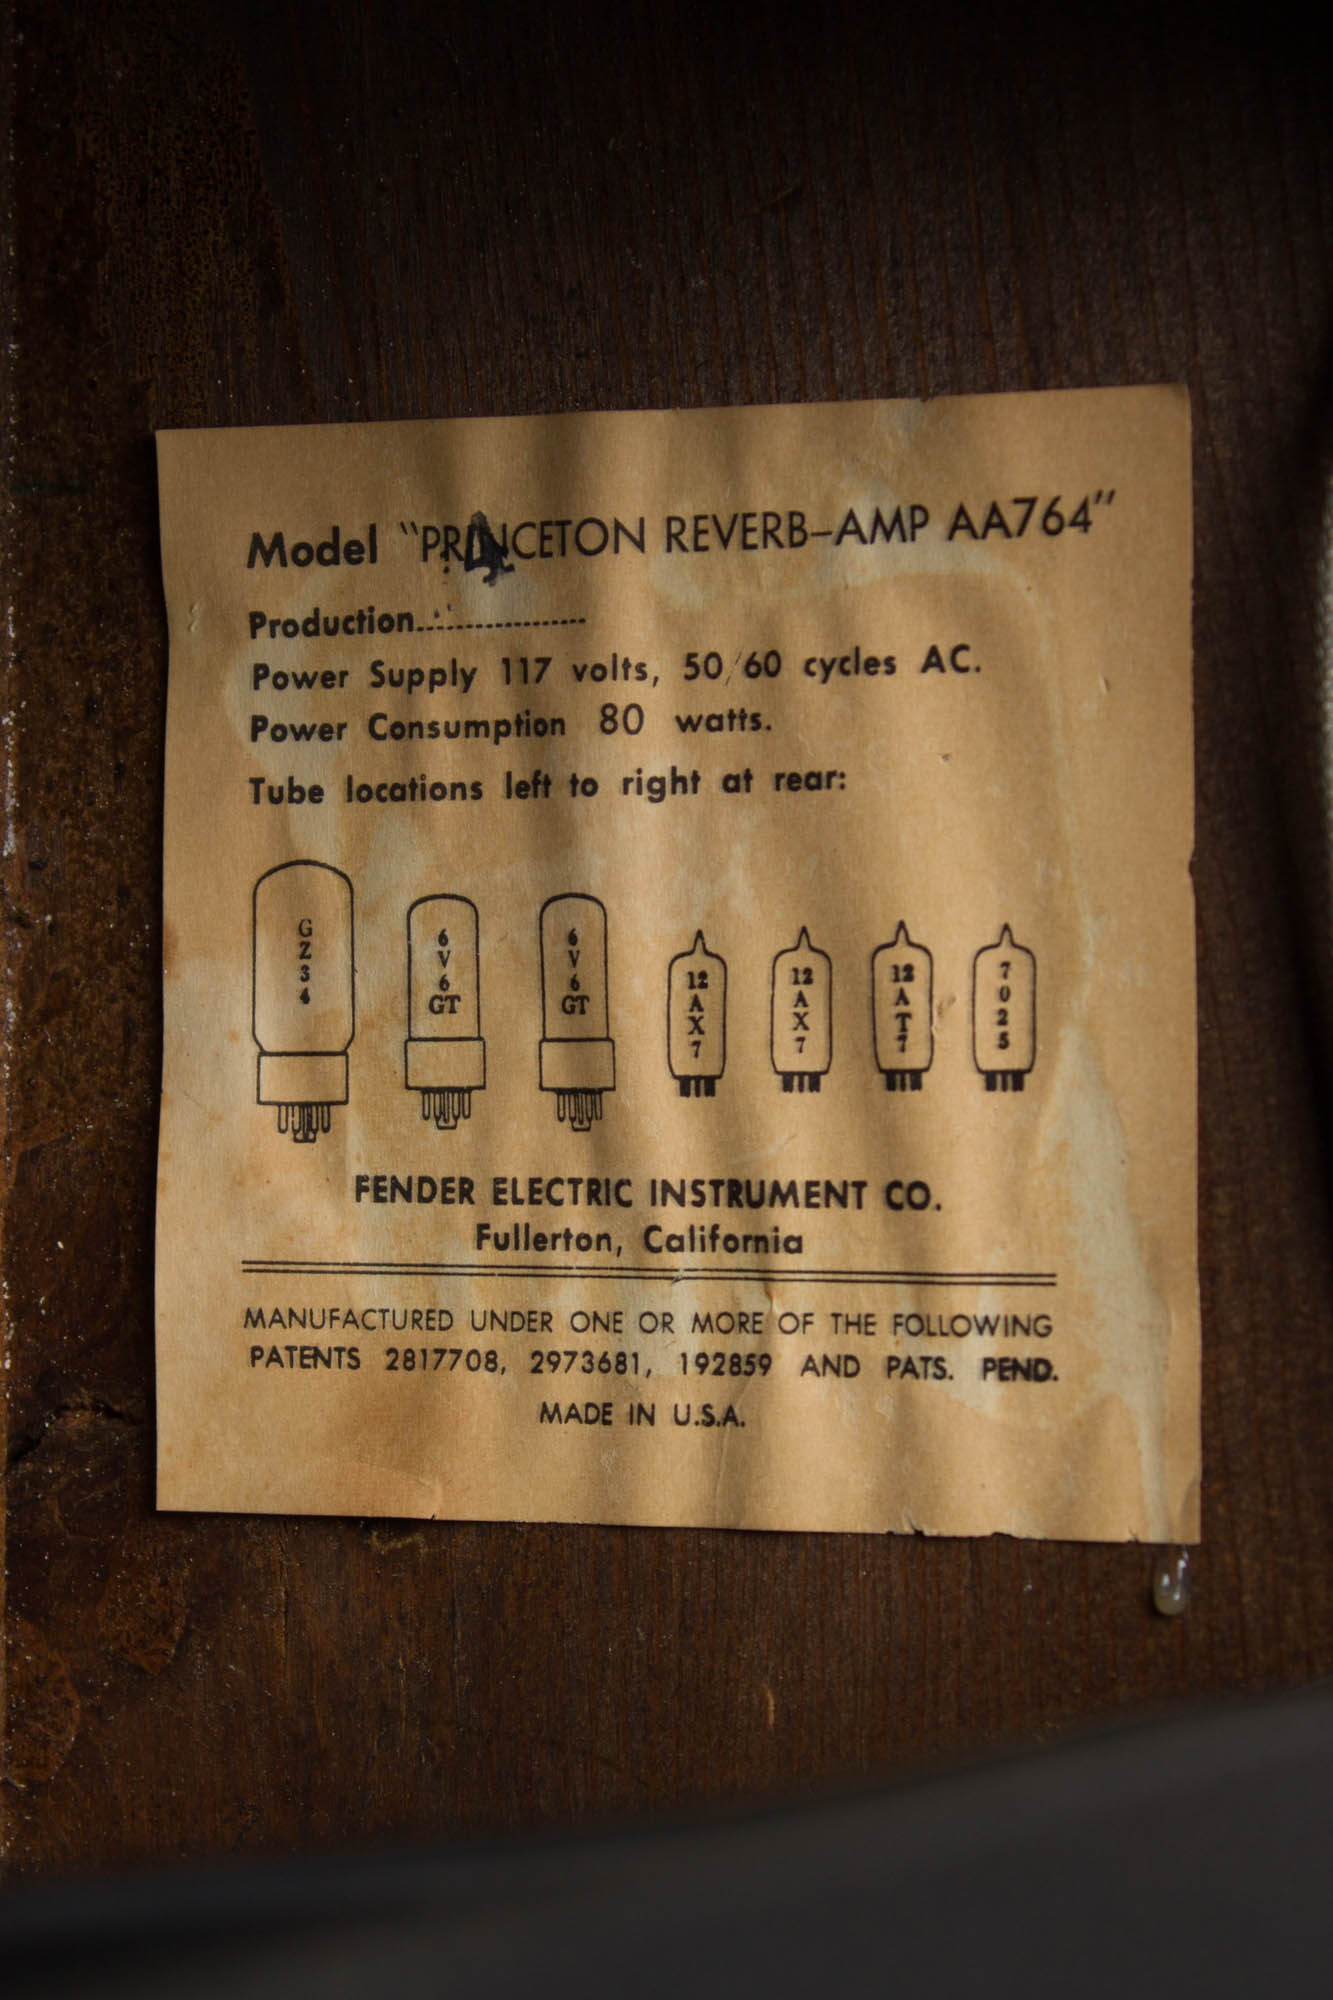 Model "PRINCETON REVERB–AMP AA764"
Production....................
Power Supply 117 volts, 50/60 cycles AC.
Power Consumption 80 watts.
Tube locations left to right at rear:
GZ34 6V6GT 6V6GT 12AX7 12AX7 12AT7 7025
FENDER ELECTRIC INSTRUMENT CO.
Fullerton, California
MANUFACTURED UNDER ONE OR MORE OF THE FOLLOWING
PATENTS 2817708, 2973681, 192859 AND PATS. PEND.
MADE IN U.S.A.